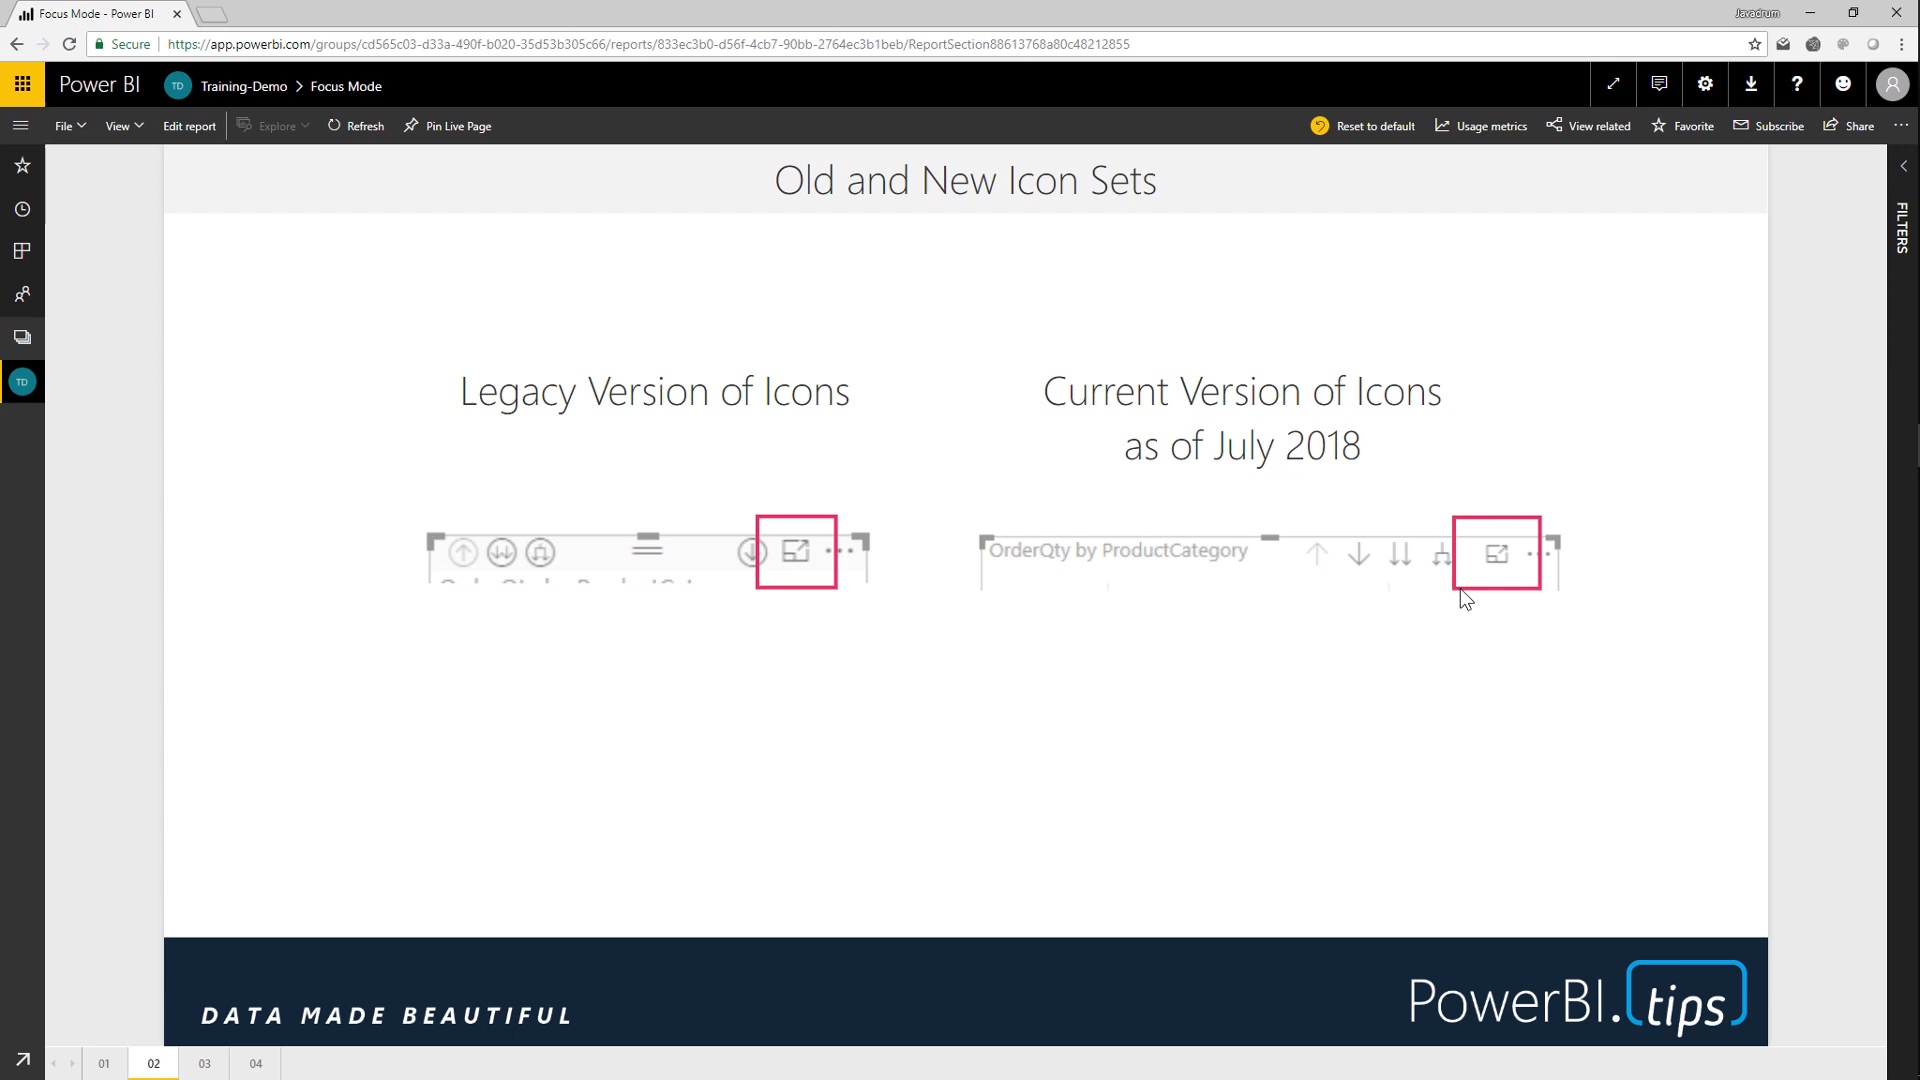 Focus Mode - Power BI
Javadrum
Secure
https://app.powerbi.com/groups/cd565c03-d33a-490f-b020-35d53b305c66/reports/833ec3b0-d56f-4cb7-90bb-2764ec3b1beb/ReportSection88613768a80c48212855
Power BI
TD
Training-Demo > Focus Mode
File
View
Edit report
Explore
Refresh
Pin Live Page
Reset to default
Usage metrics
View related
Favorite
Subscribe
Share
Old and New Icon Sets
FILTERS
TD
Legacy Version of Icons
Current Version of Icons
as of July 2018
OrderQty by ProductCategory
DATA MADE BEAUTIFUL
PowerBI.tips
01
02
03
04